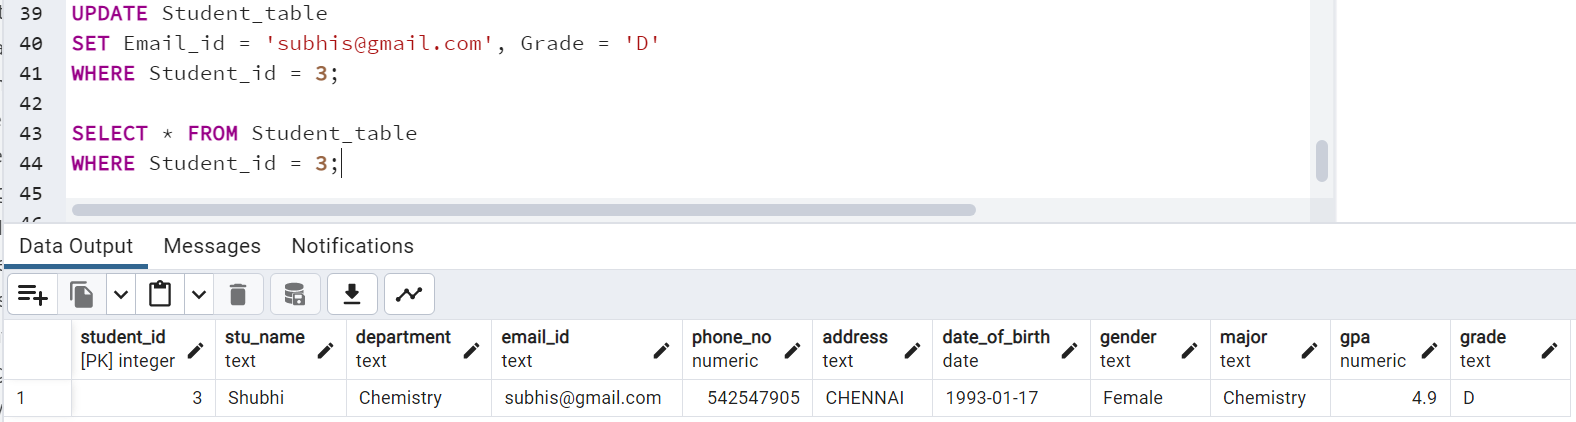 39 UPDATE Student_table
40 SET Email_id = 'subhis@gmail.com', Grade = 'D'
41 WHERE Student_id = 3;
42
43 SELECT * FROM Student_table
44 WHERE Student_id = 3;
45
Data Output Messages Notifications
student_id stu_name department email_id phone_no address date_of_birth gender major gpa grade
[PK] integer text text text numeric text date text text numeric text
1 3 Shubhi Chemistry subhis@gmail.com 542547905 CHENNAI 1993-01-17 Female Chemistry 4.9 D